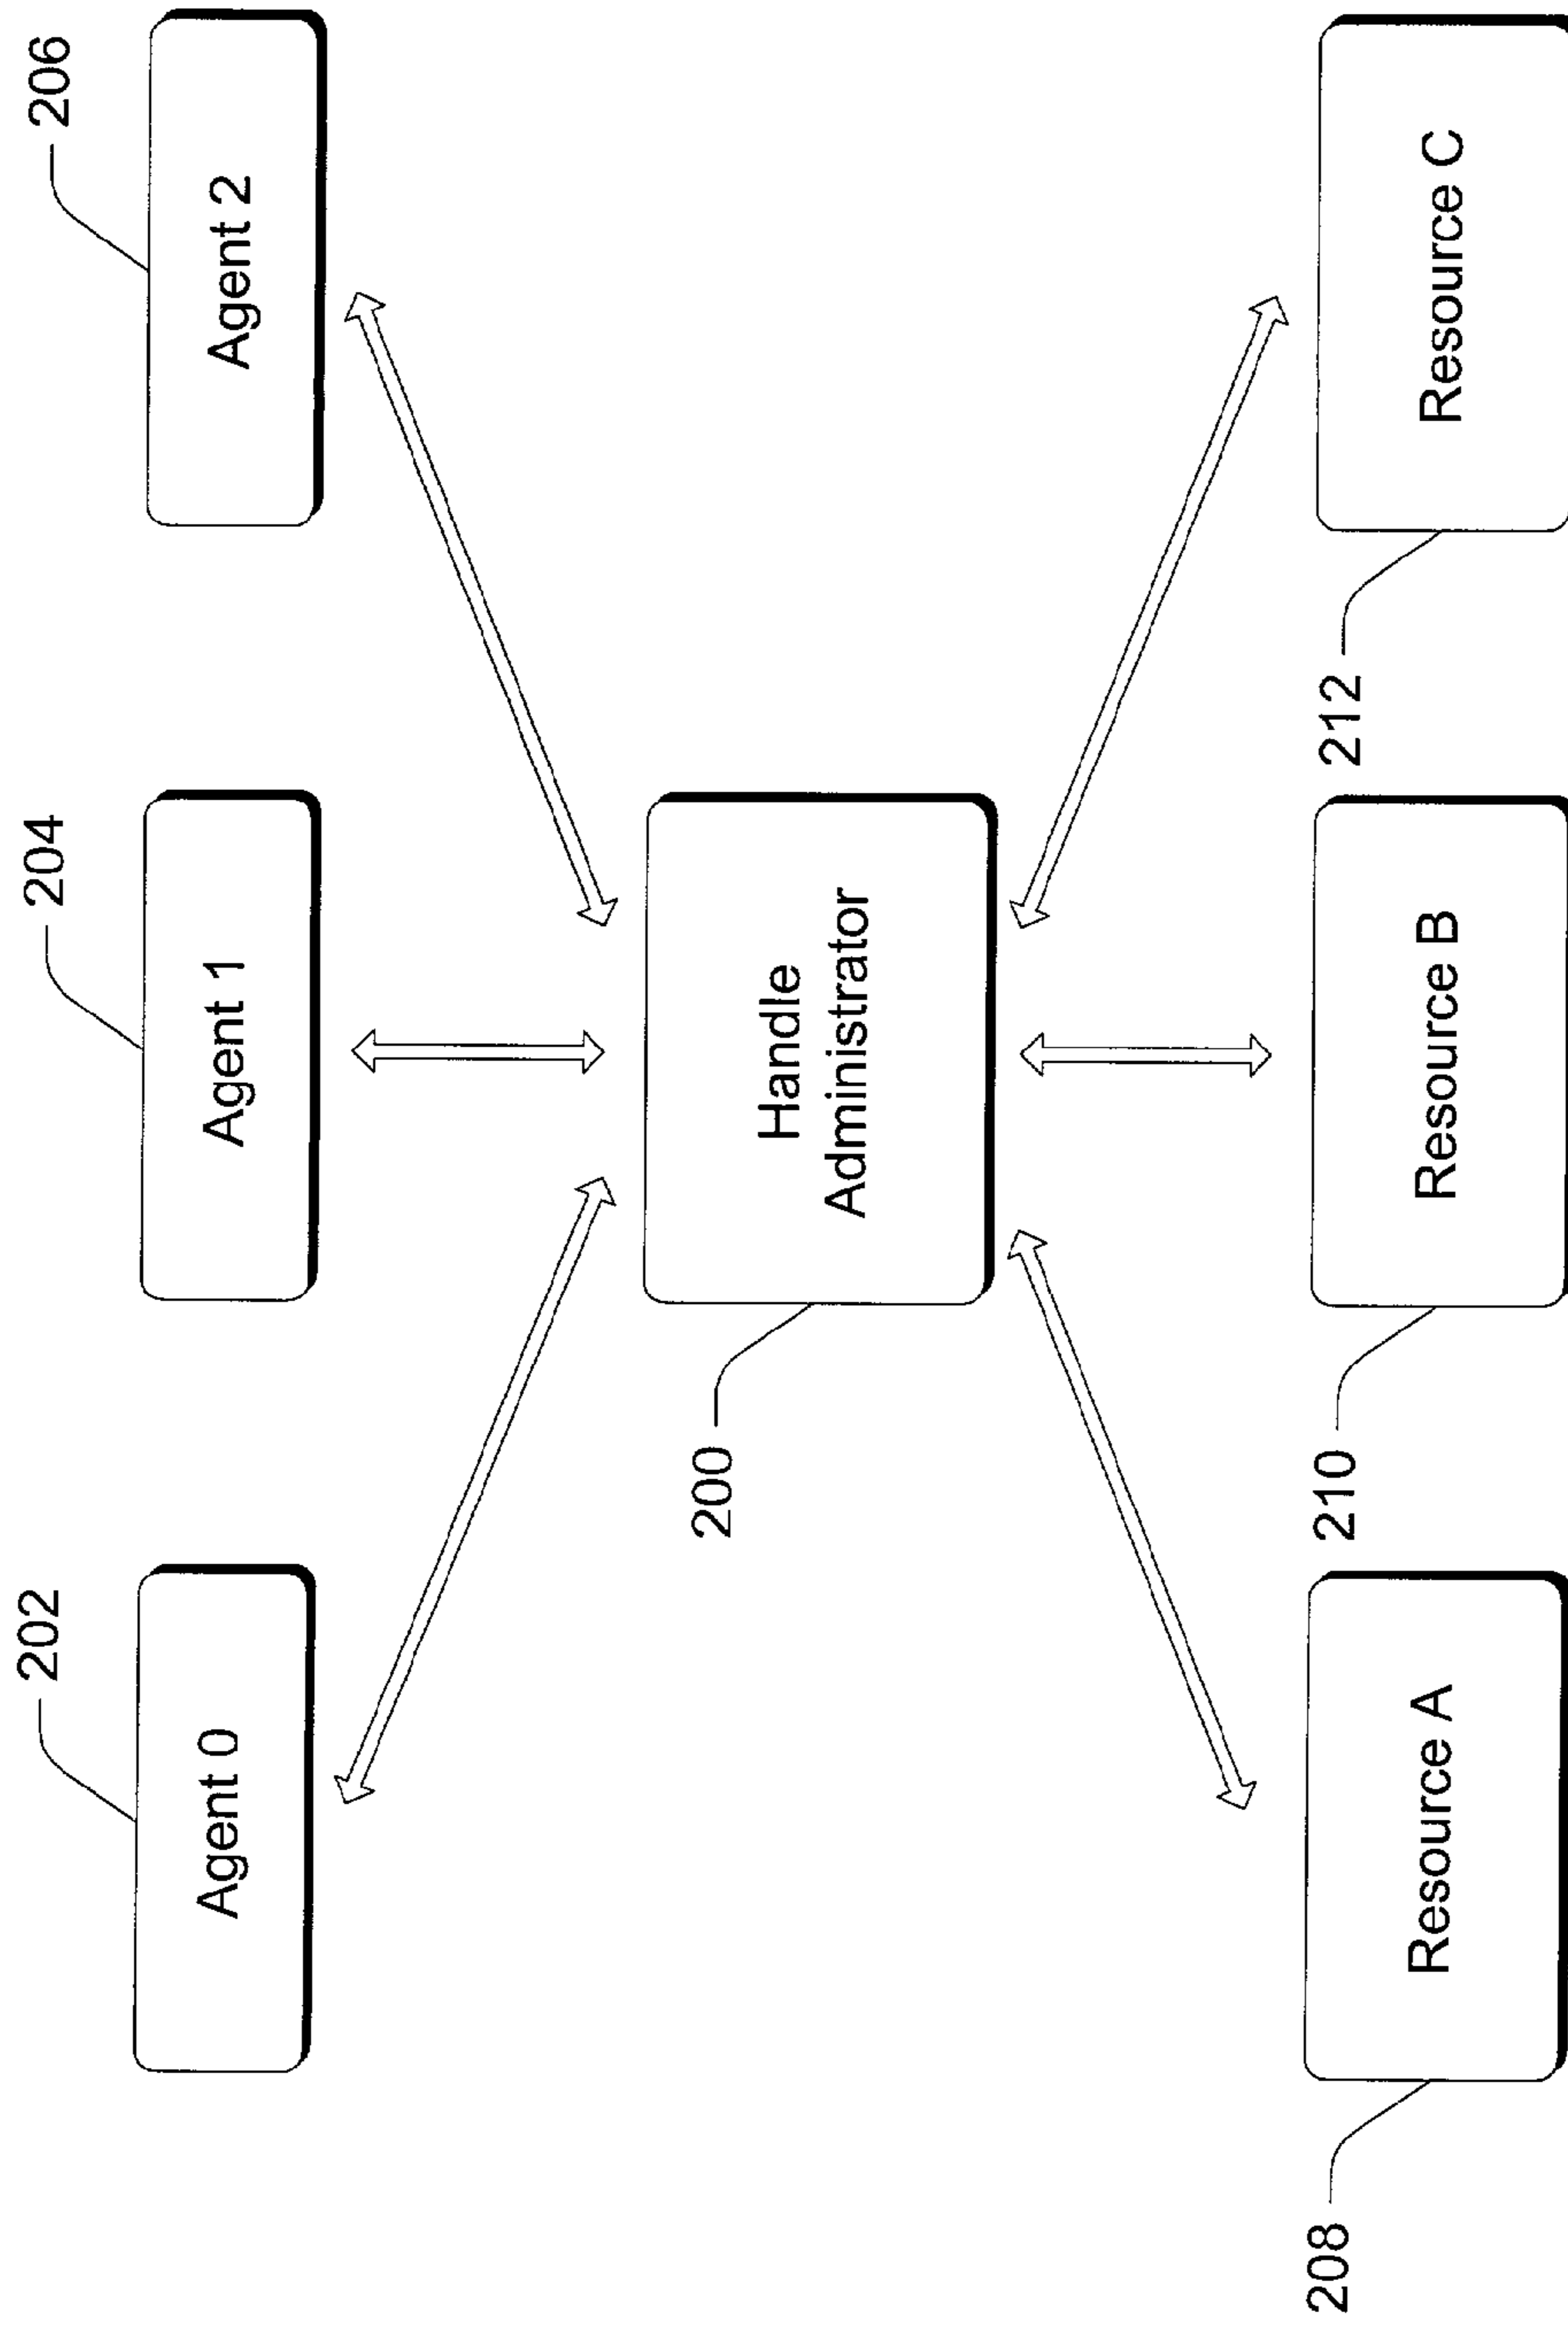 202
204
206
Agent 0
Agent 1
Agent 2
200
Handle
Administrator
208
210
212
Resource A
Resource B
Resource C